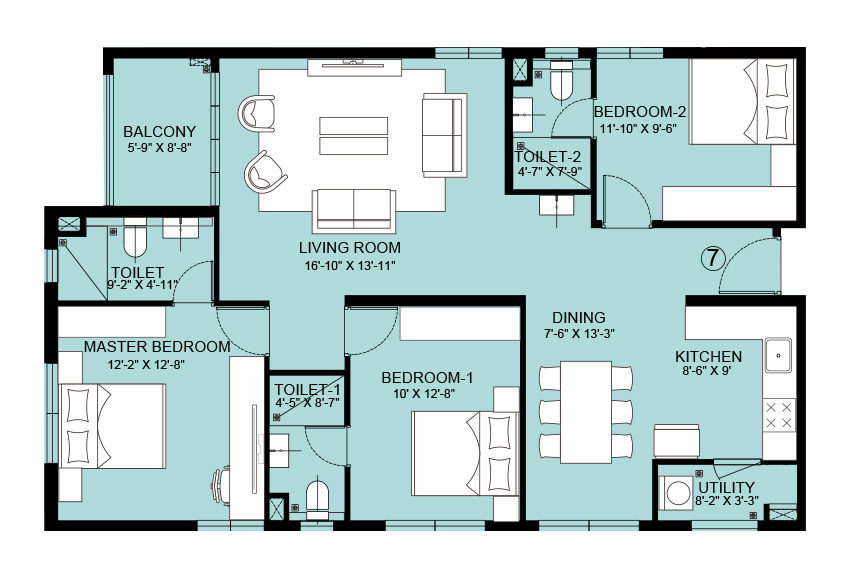 BALCONY
5'-9" X 8'-8"
BEDROOM-2
11'-10" X 9'-6"
TOILET-2
4'-7" X 7'-9"
LIVING ROOM
16'-10" X 13'-11"
7
TOILET
9'-2" X 4'-11"
DINING
7'-6" X 13'-3"
MASTER BEDROOM
12'-2" X 12'-8"
KITCHEN
8'-6" X 9'
BEDROOM-1
10' X 12'-8"
TOILET-1
4'-5" X 8'-7"
UTILITY
8'-2" X 3'-3"